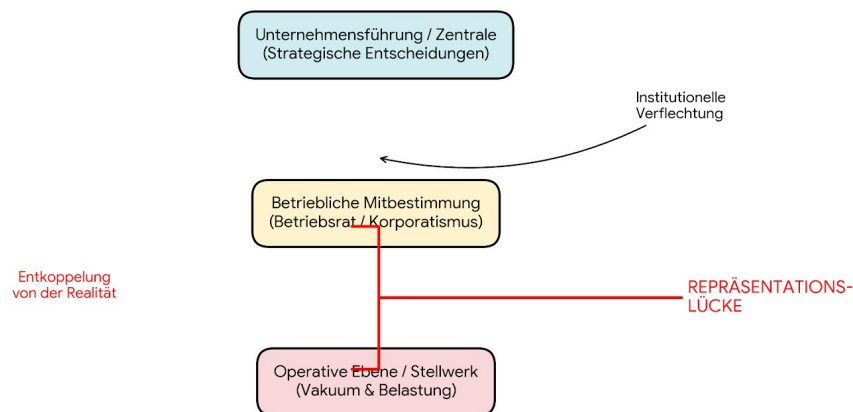 Unternehmensführung / Zentrale
(Strategische Entscheidungen)
Institutionelle
Verflechtung
Betriebliche Mitbestimmung
(Betriebsrat / Korporatismus)
Entkoppelung
von der Realität
REPRÄSENTATIONS-
LÜCKE
Operative Ebene / Stellwerk
(Vakuum & Belastung)